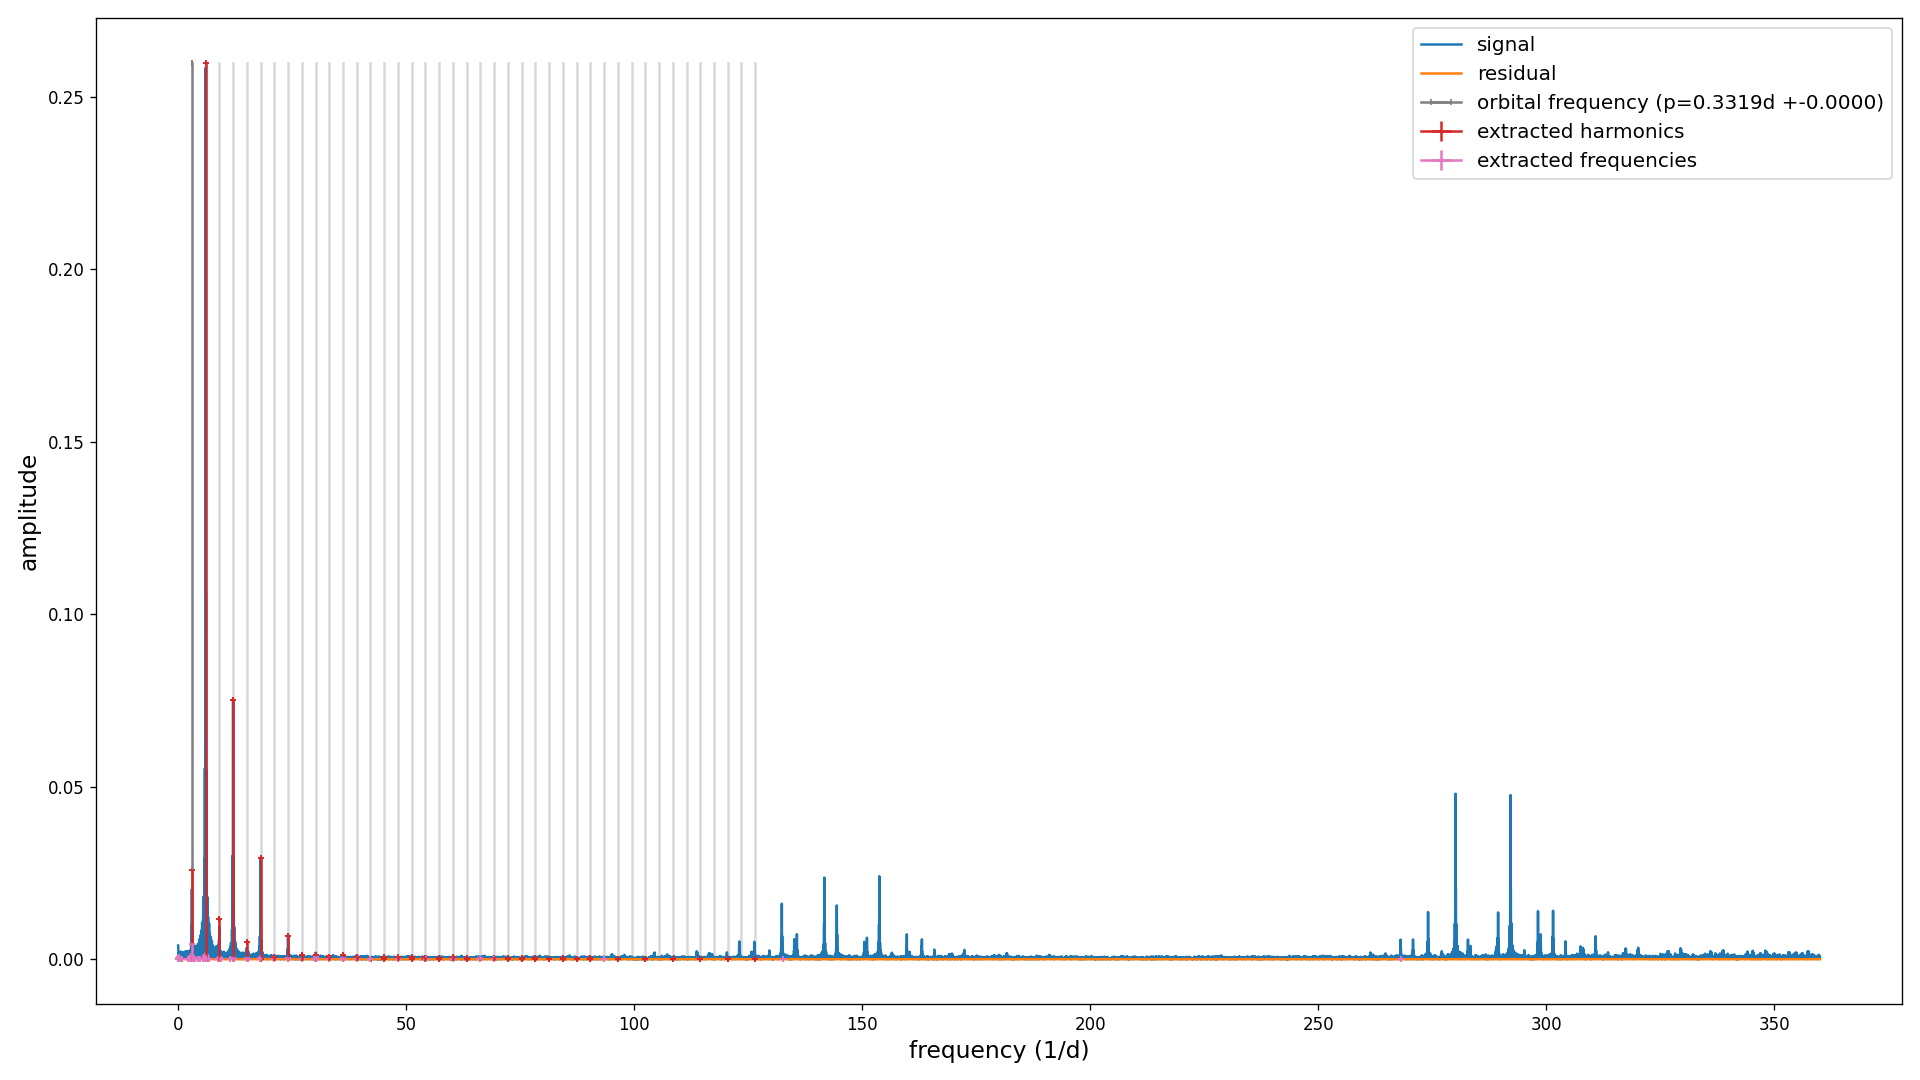 signal
residual
orbital frequency (p=0.3319d +-0.0000)
extracted harmonics
extracted frequencies
0.25
0.20
0.15
0.10
0.05
0.00
amplitude
0 50 100 150 200 250 300 350
frequency (1/d)